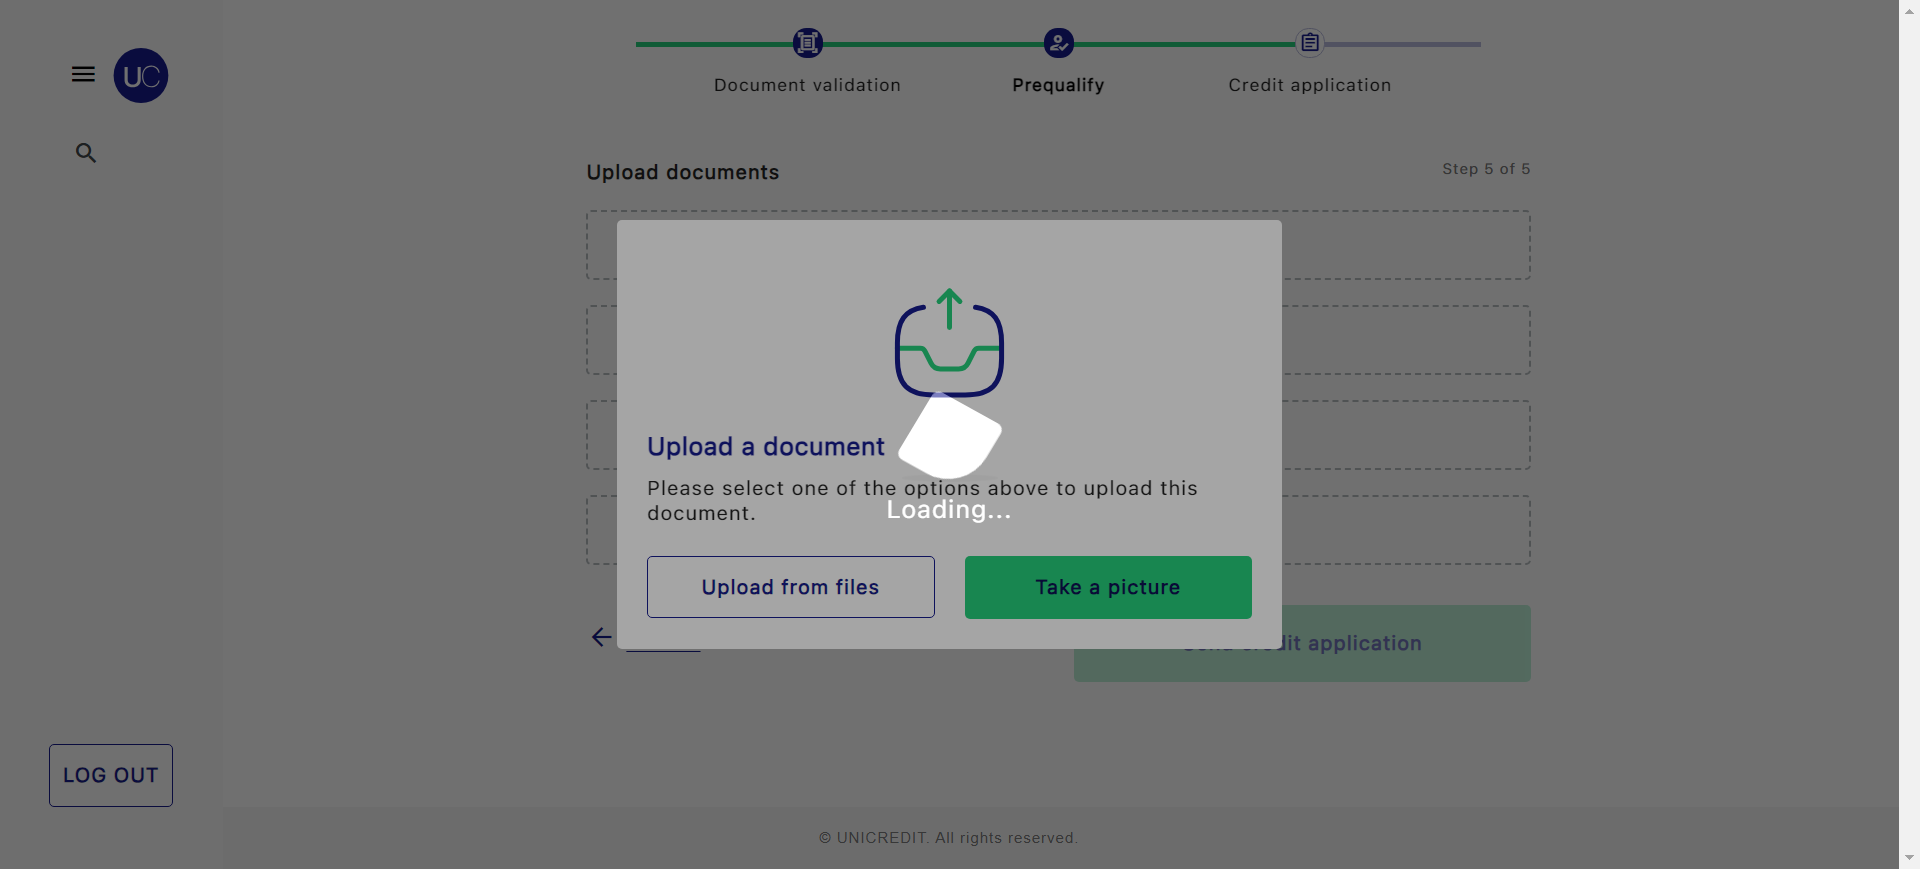 UC
Document validation
Prequalify
Credit application
Upload documents
Step 5 of 5
Upload a document
Please select one of the options above to upload this
document.
Loading...
Upload from files
Take a picture
credit application
LOG OUT
© UNICREDIT. All rights reserved.